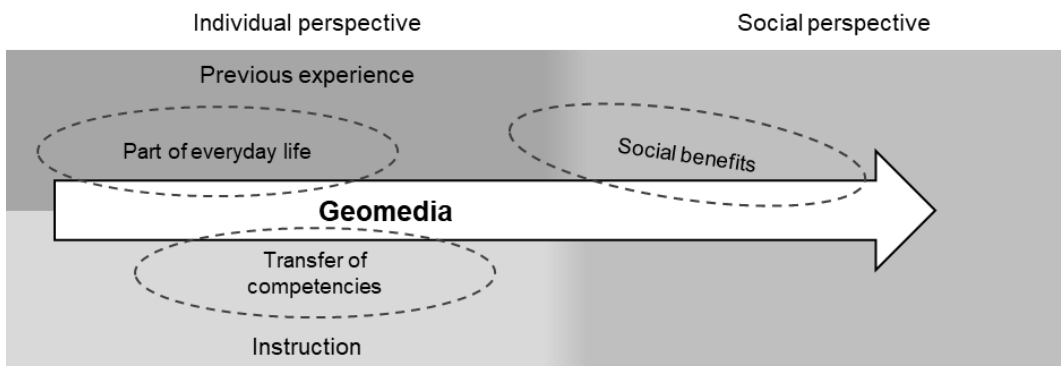 Individual perspective
Social perspective
Previous experience
Part of everyday life
Social benefits
Geomedia
Transfer of
competencies
Instruction